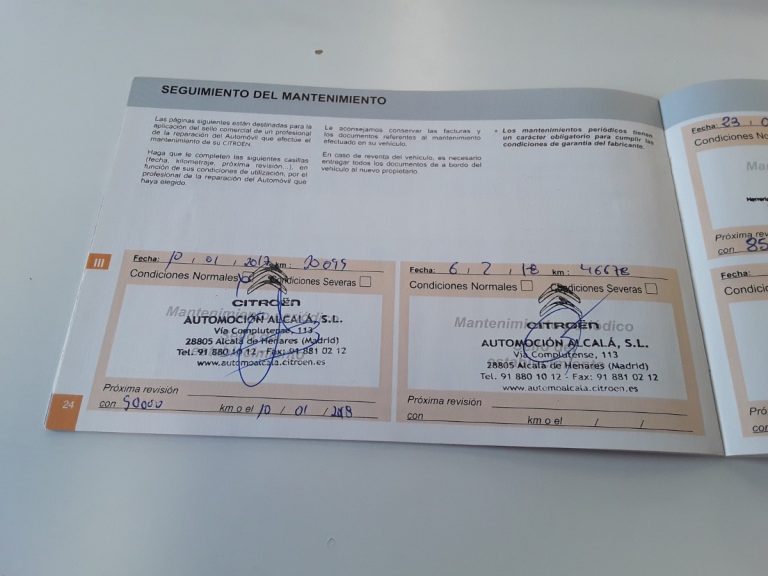 SEGUIMIENTO DEL MANTENIMIENTO
Las páginas siguientes están destinadas para la
aplicación del sello comercial de un profesional
de la reparación del Automóvil que efectúe el
mantenimiento de su CITROËN.
Haga que le completen las siguientes casillas
(fecha, kilometraje, próxima revisión...), en
función de sus condiciones de utilización, por el
profesional de la reparación del Automóvil que
haya elegido.
Le aconsejamos conservar las facturas y
los documentos referentes al mantenimiento
efectuado en su vehículo.
En caso de reventa del vehículo, es necesario
entregar todos los documentos de a bordo del
vehículo al nuevo propietario.
• Los mantenimientos periódicos tienen
un carácter obligatorio para cumplir las
condiciones de garantía del fabricante.
III
Fecha: 10 / 01 / 2017 km: 20099
Condiciones Normales Condiciones Severas
Mantenimiento periódico
CITROËN
AUTOMOCIÓN ALCALÁ, S.L.
Vía Complutense, 113
28805 Alcalá de Henares (Madrid)
Tel. 91 880 10 12 - Fax: 91 881 02 12
www.automoalcala.citroen.es
Próxima revisión
con km o el 10 / 01 / 2018
Fecha: 6 / 2 / 18 km: 46678
Condiciones Normales Condiciones Severas
Mantenimiento periódico
CITROËN
AUTOMOCIÓN ALCALÁ, S.L.
Vía Complutense, 113
28805 Alcalá de Henares (Madrid)
Tel. 91 880 10 12 - Fax: 91 881 02 12
www.automoalcala.citroen.es
Próxima revisión
con km o el / /
24
Fecha: 23
Condiciones
Próxima
con 85
Fecha: